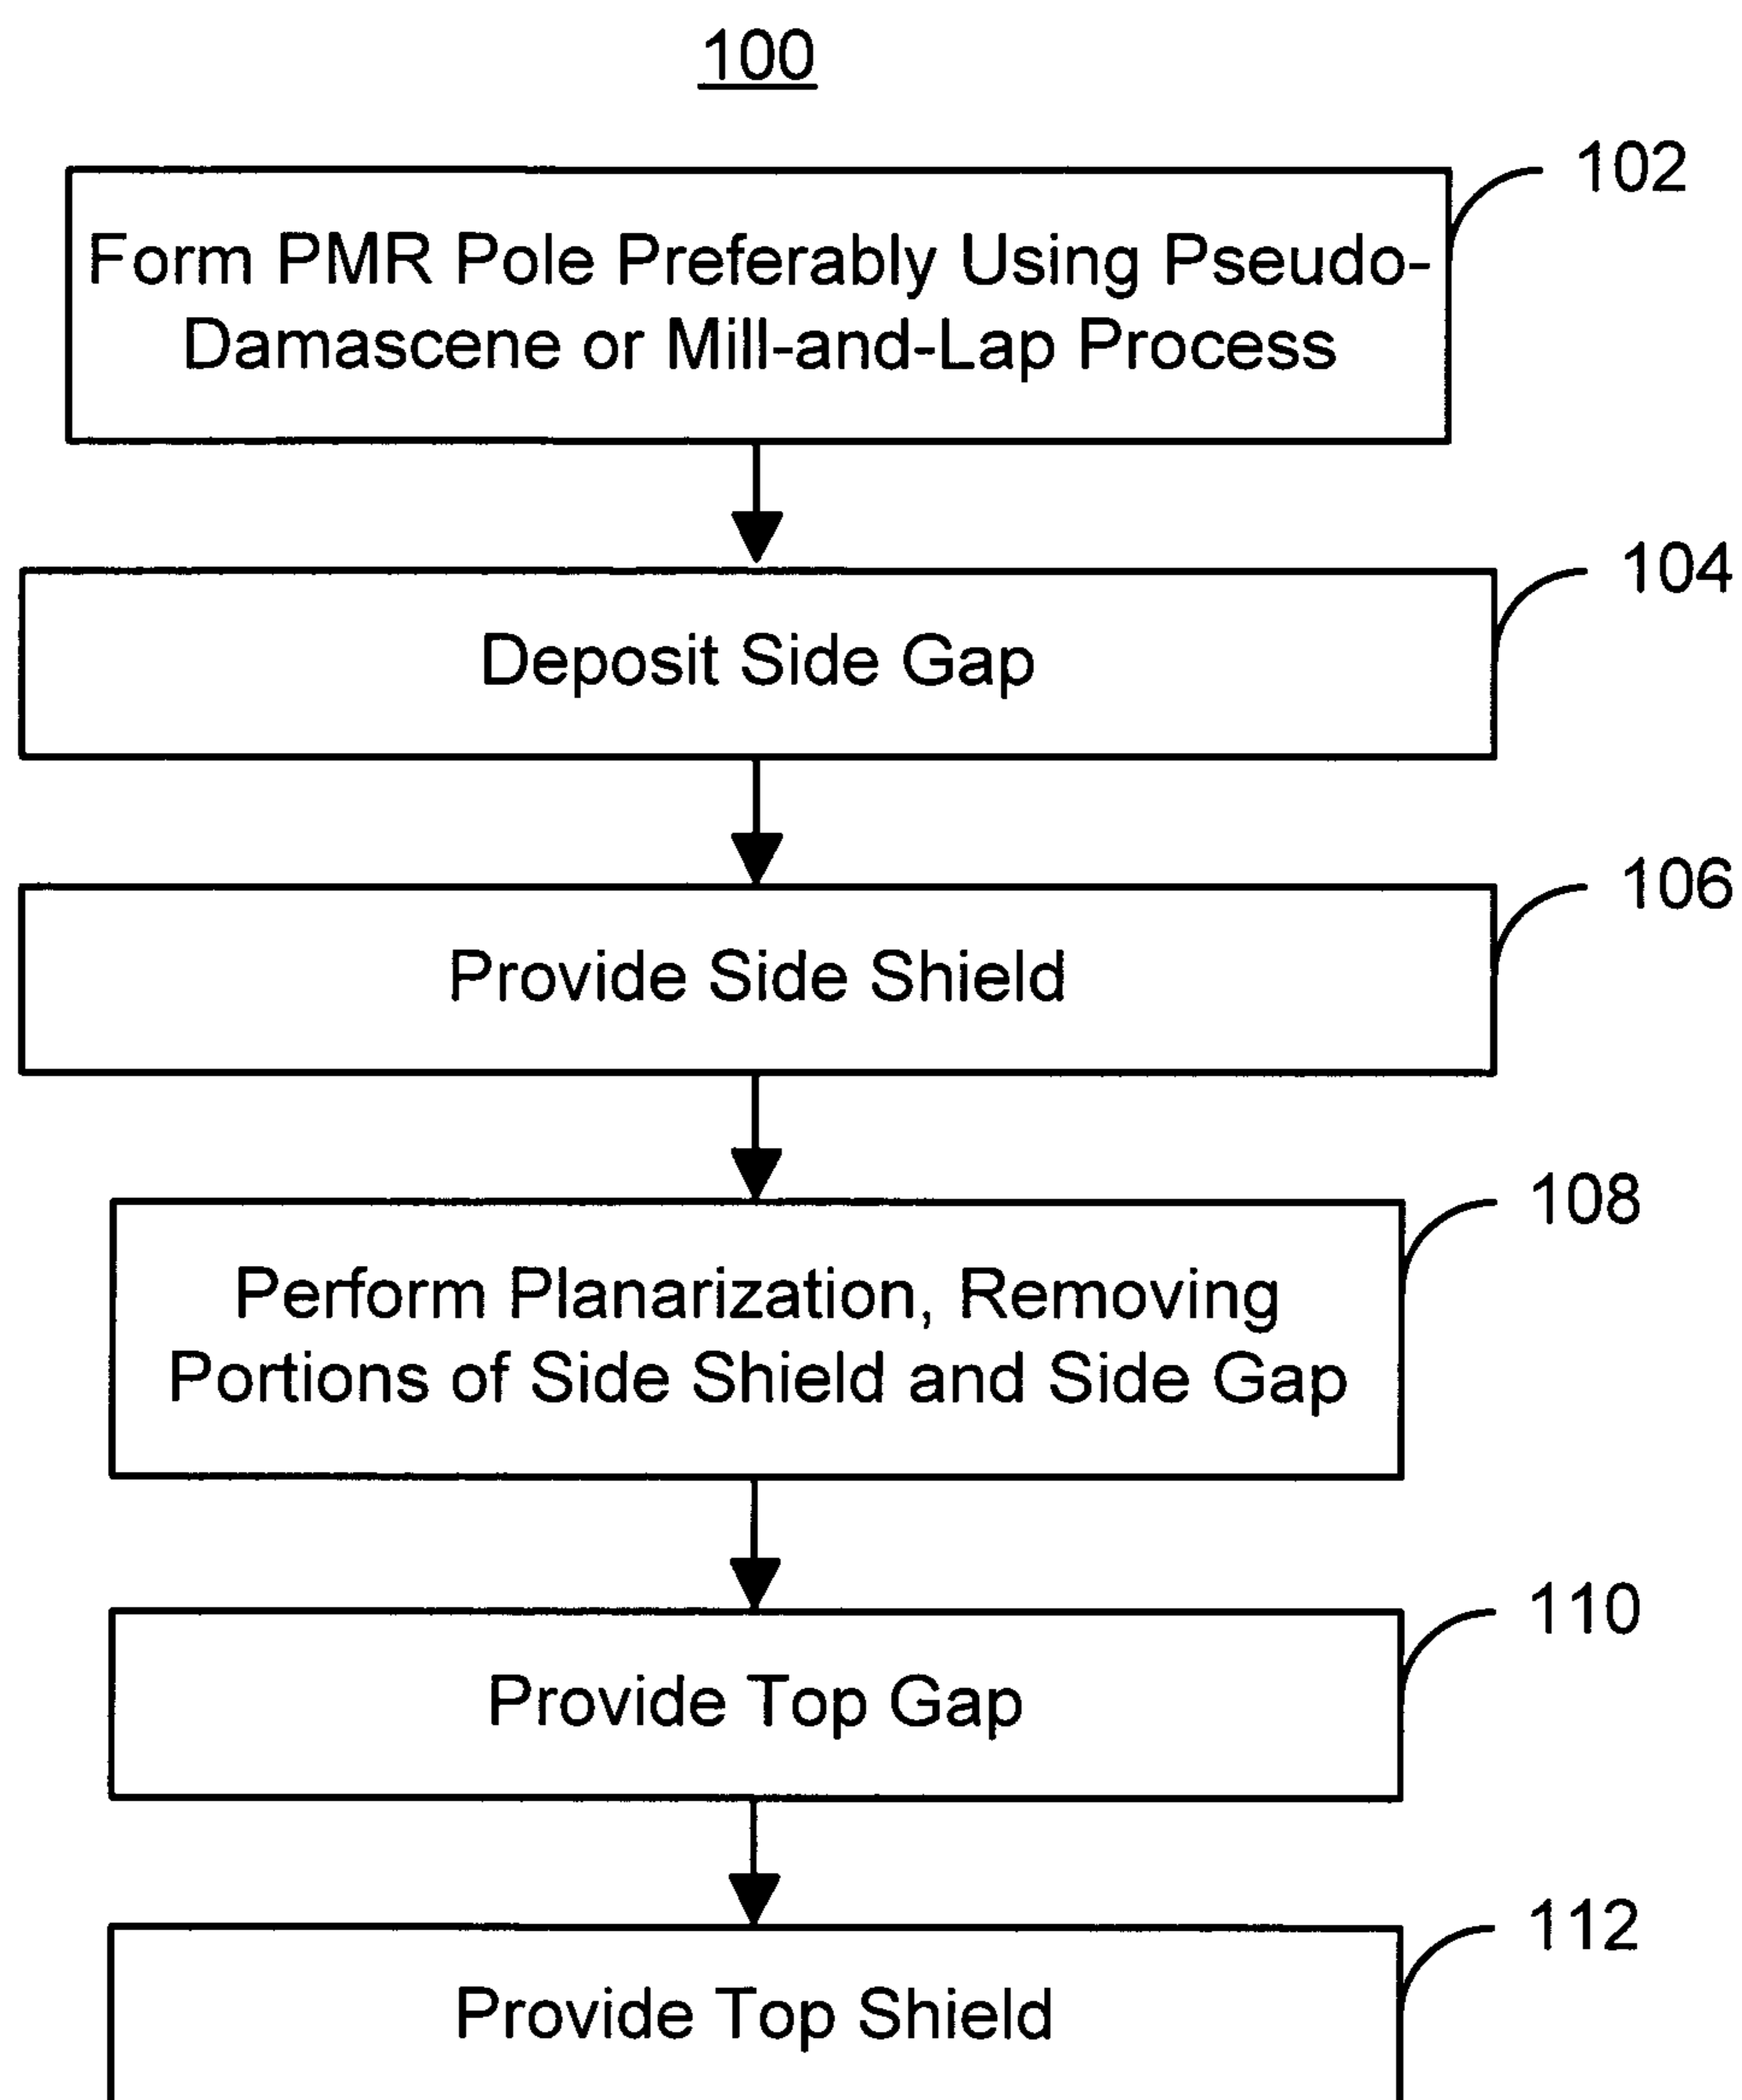 100
102
Form PMR Pole Preferably Using Pseudo-
Damascene or Mill-and-Lap Process
104
Deposit Side Gap
106
Provide Side Shield
108
Perform Planarization, Removing
Portions of Side Shield and Side Gap
110
Provide Top Gap
112
Provide Top Shield